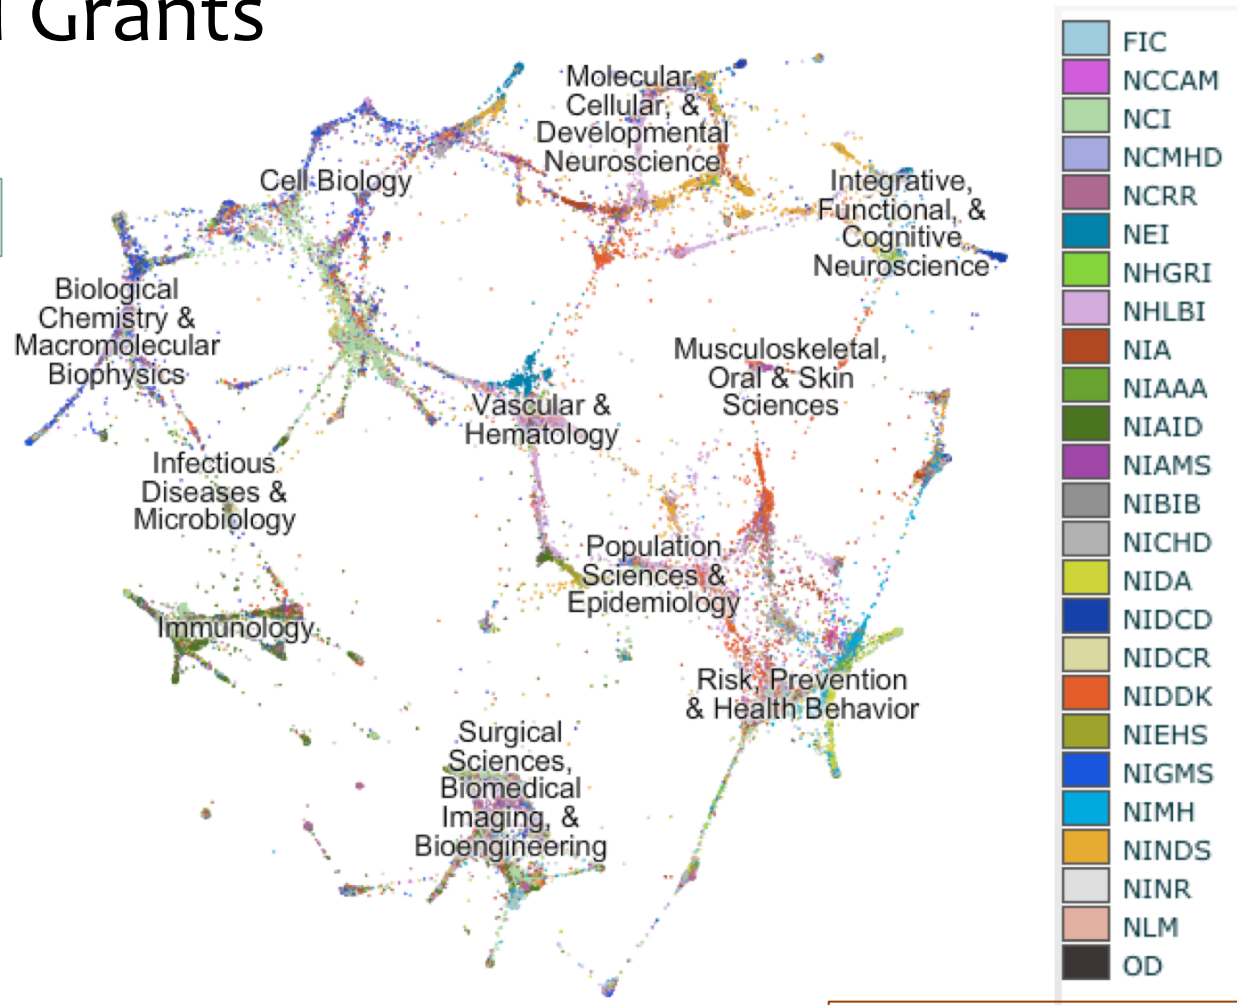 Grants
Molecular,
Cellular, &
Developmental
Neuroscience
Cell Biology
Integrative,
Functional, &
Cognitive
Neuroscience
Biological
Chemistry &
Macromolecular
Biophysics
Musculoskeletal,
Oral & Skin
Sciences
Vascular &
Hematology
Infectious
Diseases &
Microbiology
Population
Sciences &
Epidemiology
Immunology
Risk, Prevention
& Health Behavior
Surgical
Sciences,
Biomedical
Imaging, &
Bioengineering
FIC
NCCAM
NCI
NCMHD
NCRR
NEI
NHGRI
NHLBI
NIA
NIAAA
NIAID
NIAMS
NIBIB
NICHD
NIDA
NIDCD
NIDCR
NIDDK
NIEHS
NIGMS
NIMH
NINDS
NINR
NLM
OD